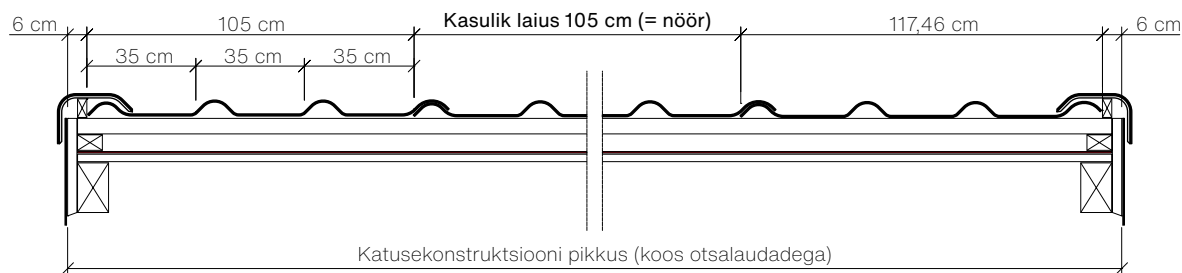 6 cm 105 cm Kasulik laius 105 cm (= nöör) 117,46 cm 6 cm
35 cm 35 cm 35 cm
Katusekonstruktsiooni pikkus (koos otsalaudadega)